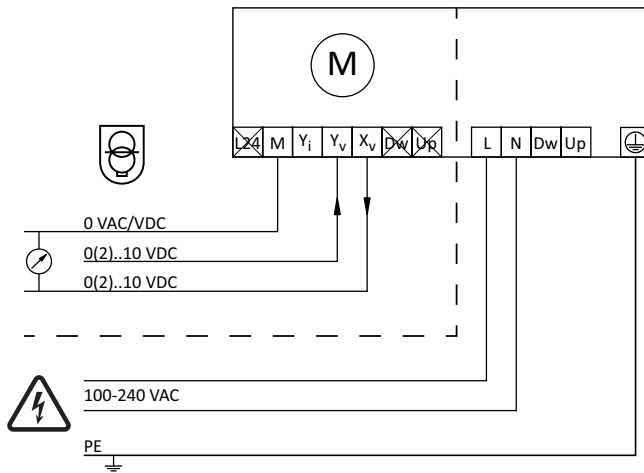 M
L24 M Yi Yv Xv Dw Up L N Dw Up
0 VAC/VDC
0(2)..10 VDC
0(2)..10 VDC
100-240 VAC
PE